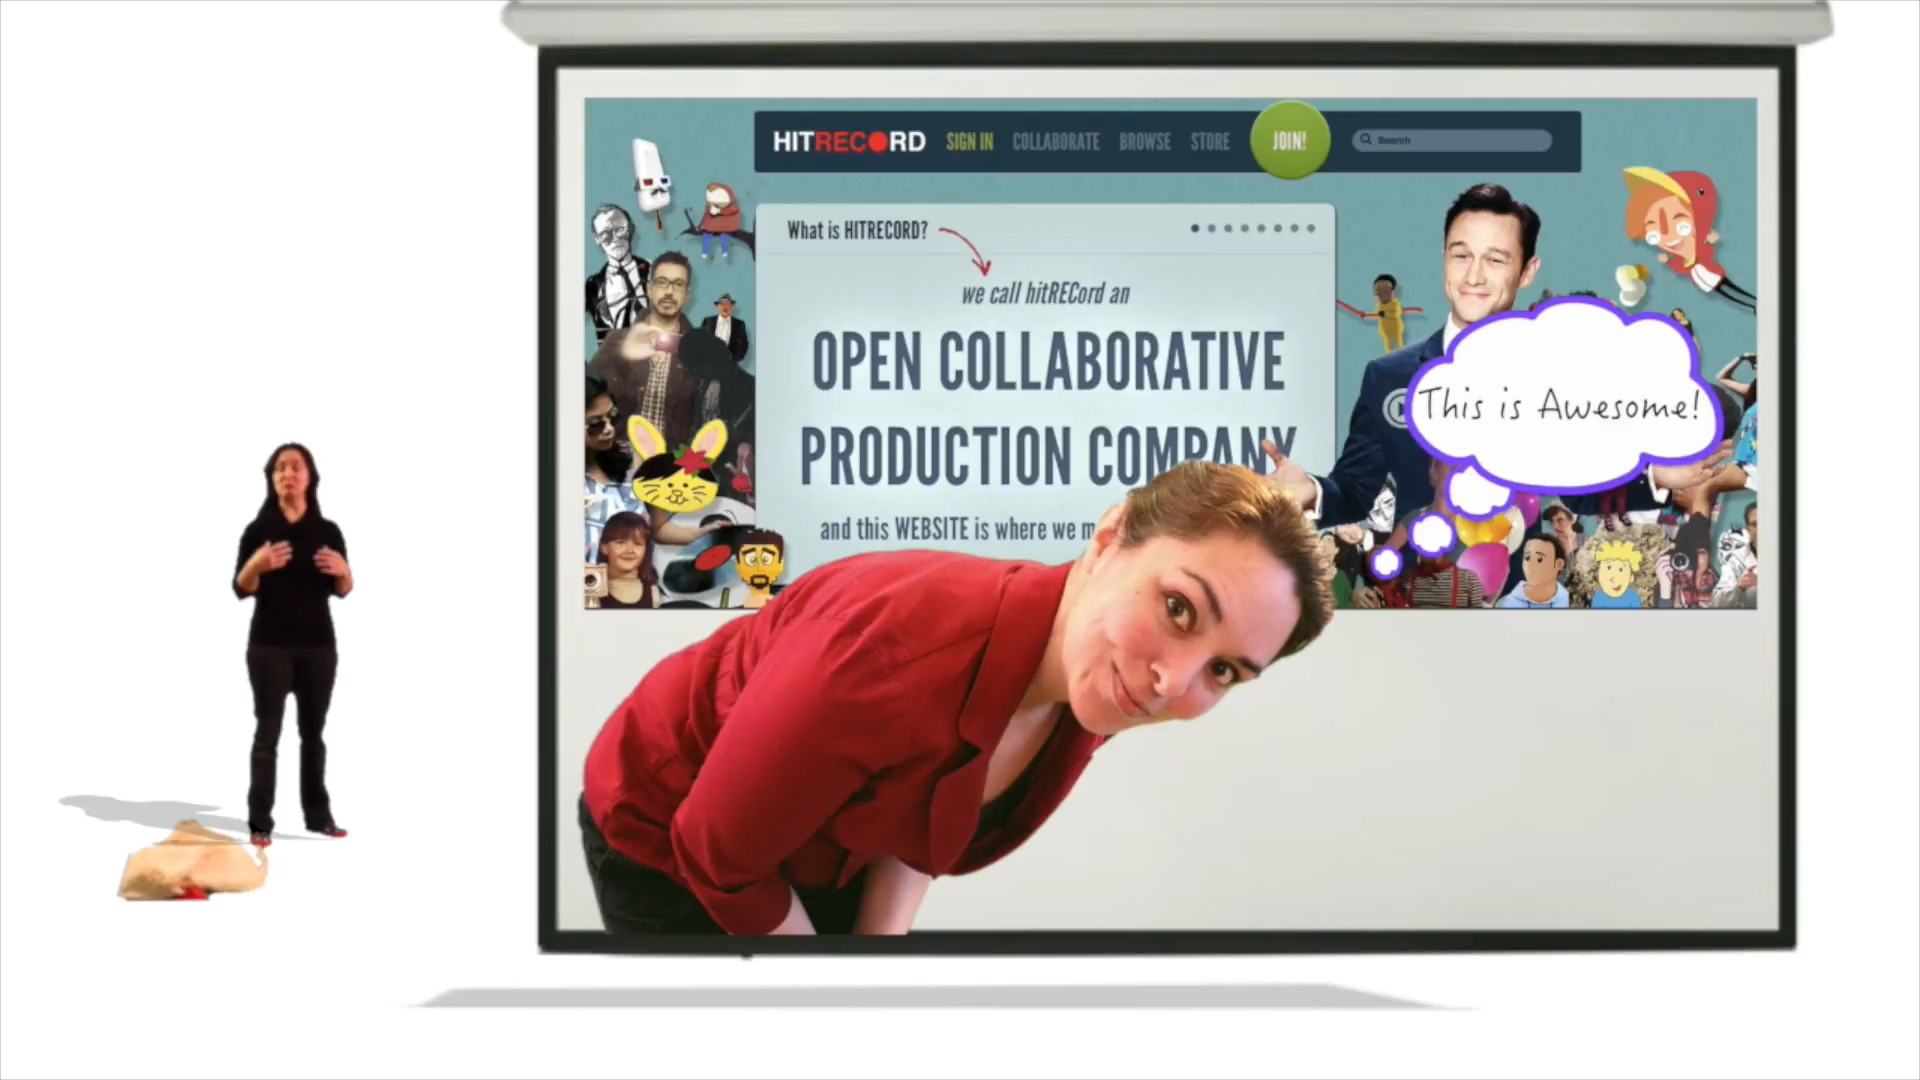 HITRECORD SIGN IN COLLABORATE BROWSE STORE JOIN! Search
What is HITRECORD?
we call hitRECord an
OPEN COLLABORATIVE
PRODUCTION COMPANY
and this WEBSITE is where we m
This is Awesome!